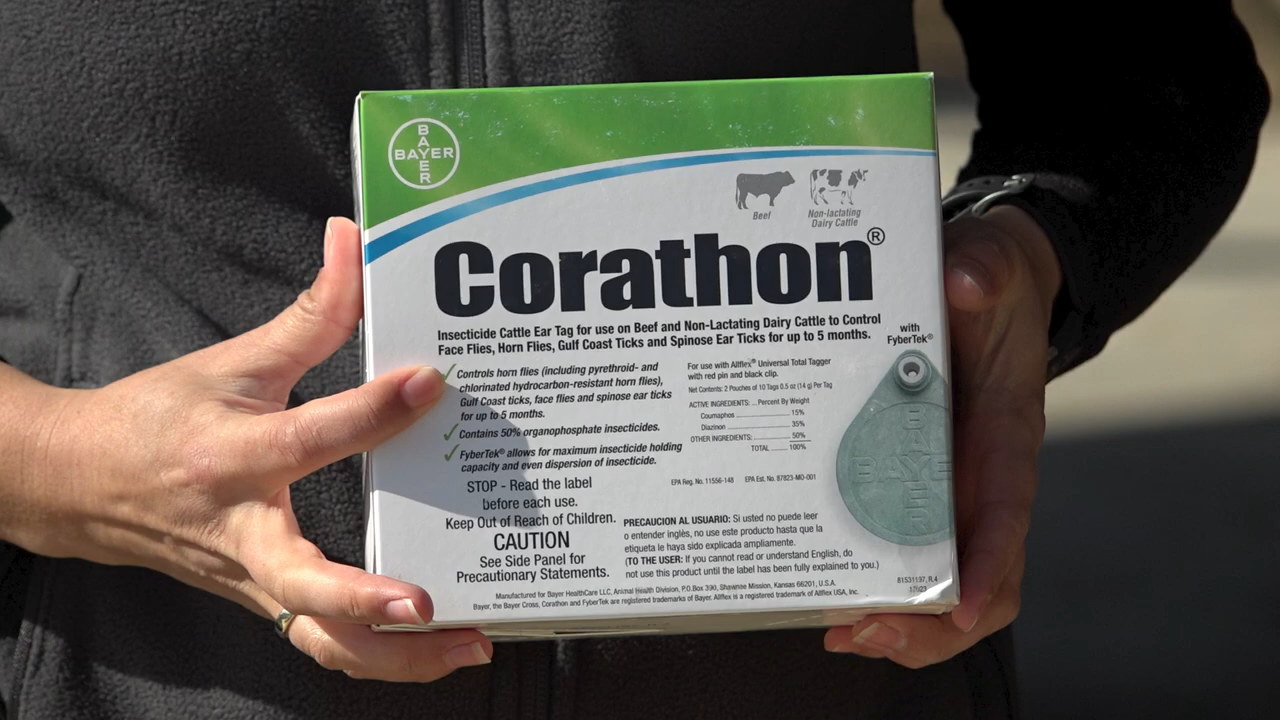 BAYER
BAYER
Beef
Non-lactating
Dairy Cattle
Corathon®
Insecticide Cattle Ear Tag for use on Beef and Non-Lactating Dairy Cattle to Control
Face Flies, Horn Flies, Gulf Coast Ticks and Spinose Ear Ticks for up to 5 months.
with
FyberTek®
✓ Controls horn flies (including pyrethroid- and
chlorinated hydrocarbon-resistant horn flies),
Gulf Coast ticks, face flies and spinose ear ticks
for up to 5 months.
✓ Contains 50% organophosphate insecticides.
✓ FyberTek® allows for maximum insecticide holding
capacity and even dispersion of insecticide.
STOP - Read the label
before each use.
Keep Out of Reach of Children.
CAUTION
See Side Panel for
Precautionary Statements.
For use with Allflex® Universal Total Tagger
with red pin and black clip.
Net Contents: 2 Pouches of 10 Tags 0.5 oz (14 g) Per Tag
ACTIVE INGREDIENTS: ... Percent By Weight
Coumaphos ........ 15%
Diazinon ........ 35%
OTHER INGREDIENTS: ........ 50%
TOTAL ........ 100%
EPA Reg. No. 11556-148 EPA Est. No. 87823-MO-001
PRECAUCION AL USUARIO: Si usted no puede leer
o entender inglés, no use este producto hasta que la
etiqueta le haya sido explicada ampliamente.
(TO THE USER: If you cannot read or understand English, do
not use this product until the label has been fully explained to you.)
BAYER
BAYER
Manufactured for Bayer HealthCare LLC, Animal Health Division, P.O. Box 390, Shawnee Mission, Kansas 66201, U.S.A.
Bayer, the Bayer Cross, Corathon and FyberTek are registered trademarks of Bayer. Allflex is a registered trademark of Allflex USA, Inc.
81531137, R.4